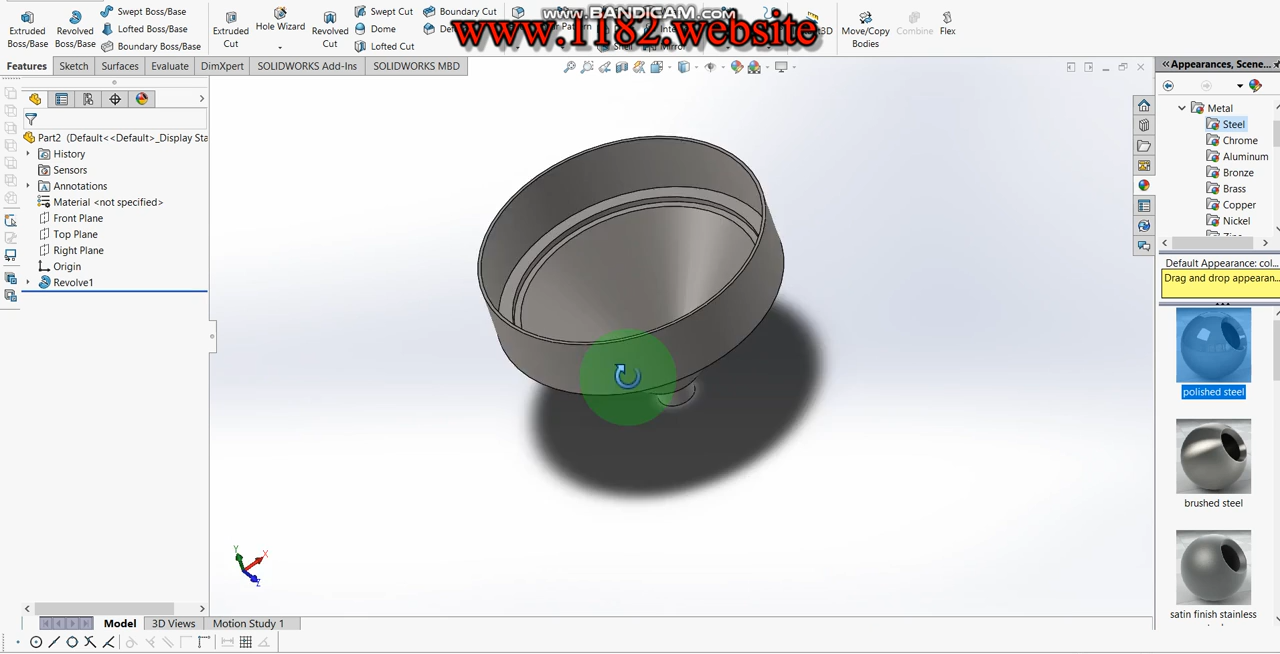 www.BANDICAM.com
www.1182.website
Extruded Boss/Base
Revolved Boss/Base
Swept Boss/Base
Lofted Boss/Base
Boundary Boss/Base
Extruded Cut
Hole Wizard
Revolved Cut
Swept Cut
Dome
Lofted Cut
Boundary Cut
Move/Copy Bodies
Combine
Flex
Features
Sketch
Surfaces
Evaluate
DimXpert
SOLIDWORKS Add-Ins
SOLIDWORKS MBD
Part2 (Default<<Default>_Display Sta
History
Sensors
Annotations
Material <not specified>
Front Plane
Top Plane
Right Plane
Origin
Revolve1
Y
X
Z
Appearances, Scene...
Metal
Steel
Chrome
Aluminum
Bronze
Brass
Copper
Nickel
Default Appearance: col...
Drag and drop appearan...
polished steel
brushed steel
satin finish stainless
Model
3D Views
Motion Study 1